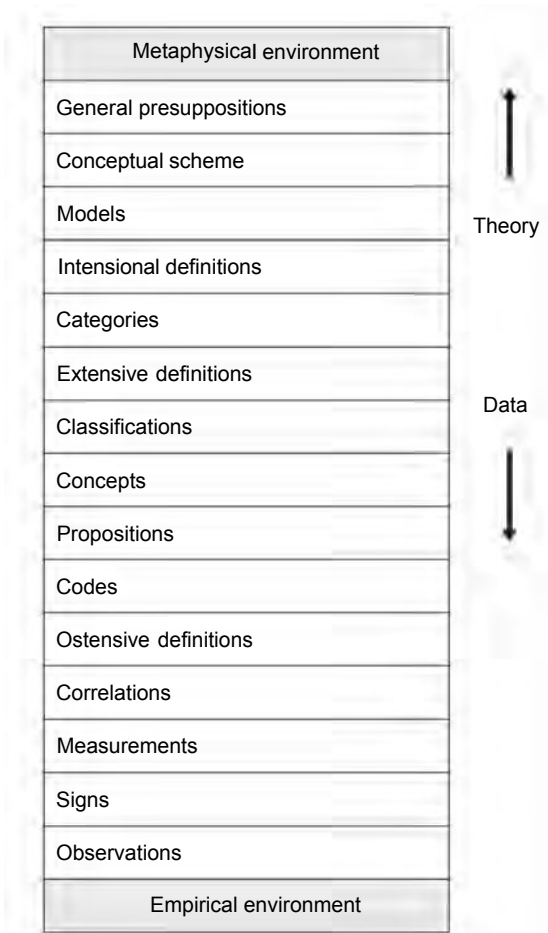 Metaphysical environment
General presuppositions
Conceptual scheme
Models
Intensional definitions
Categories
Extensive definitions
Classifications
Concepts
Propositions
Codes
Ostensive definitions
Correlations
Measurements
Signs
Observations
Empirical environment
Theory
Data